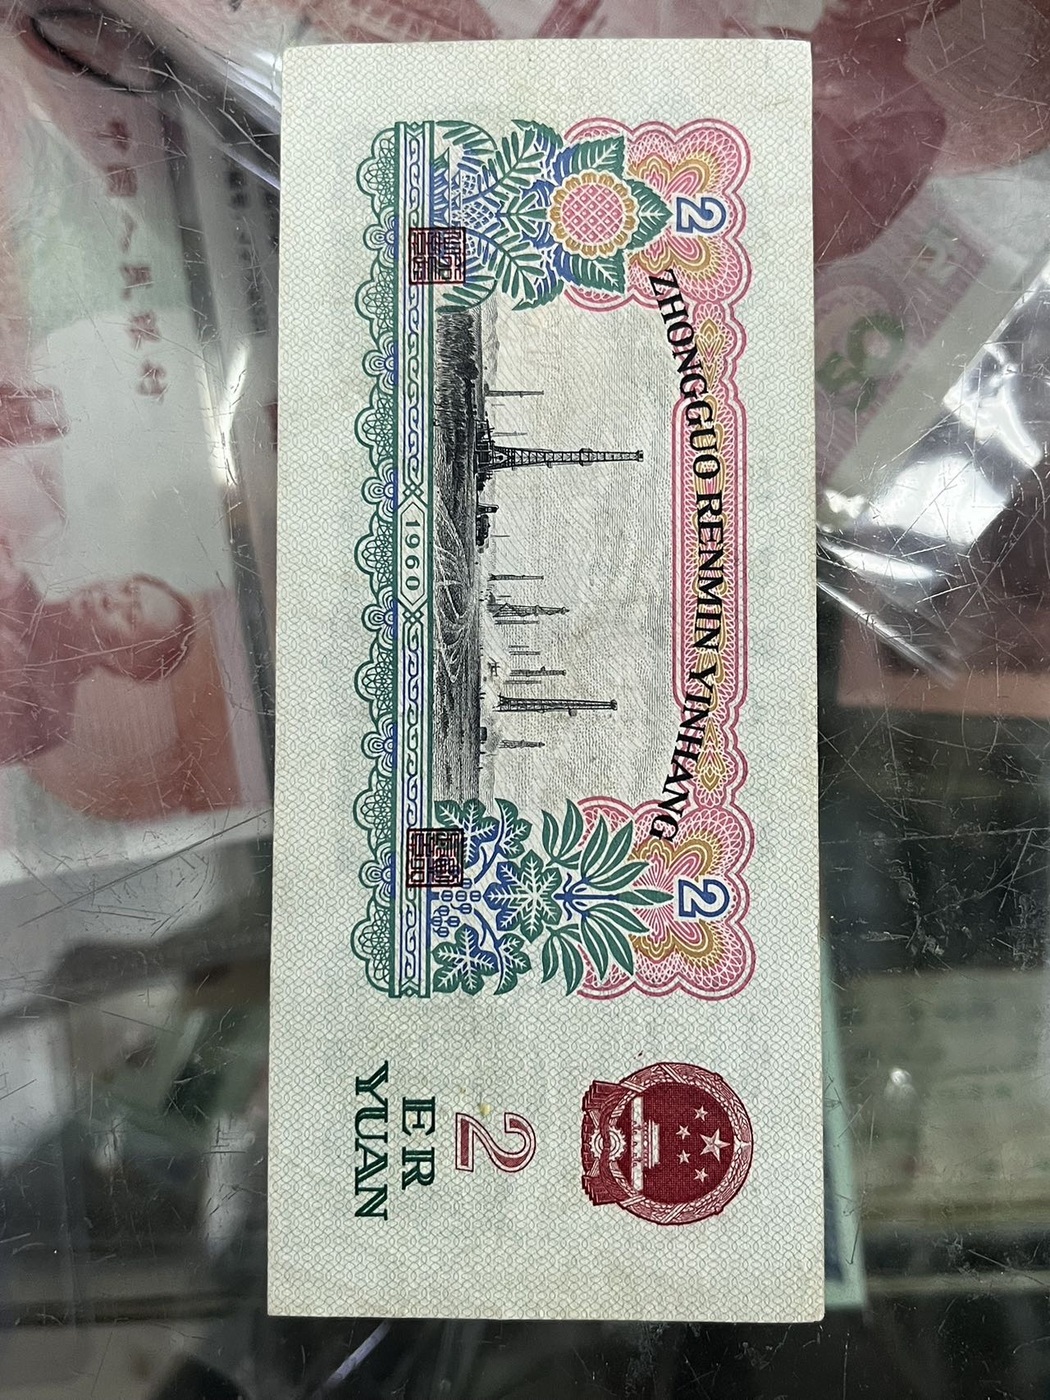 2
2
ZHONGGUO RENMIN YINHANG
1960
2
ER
YUAN